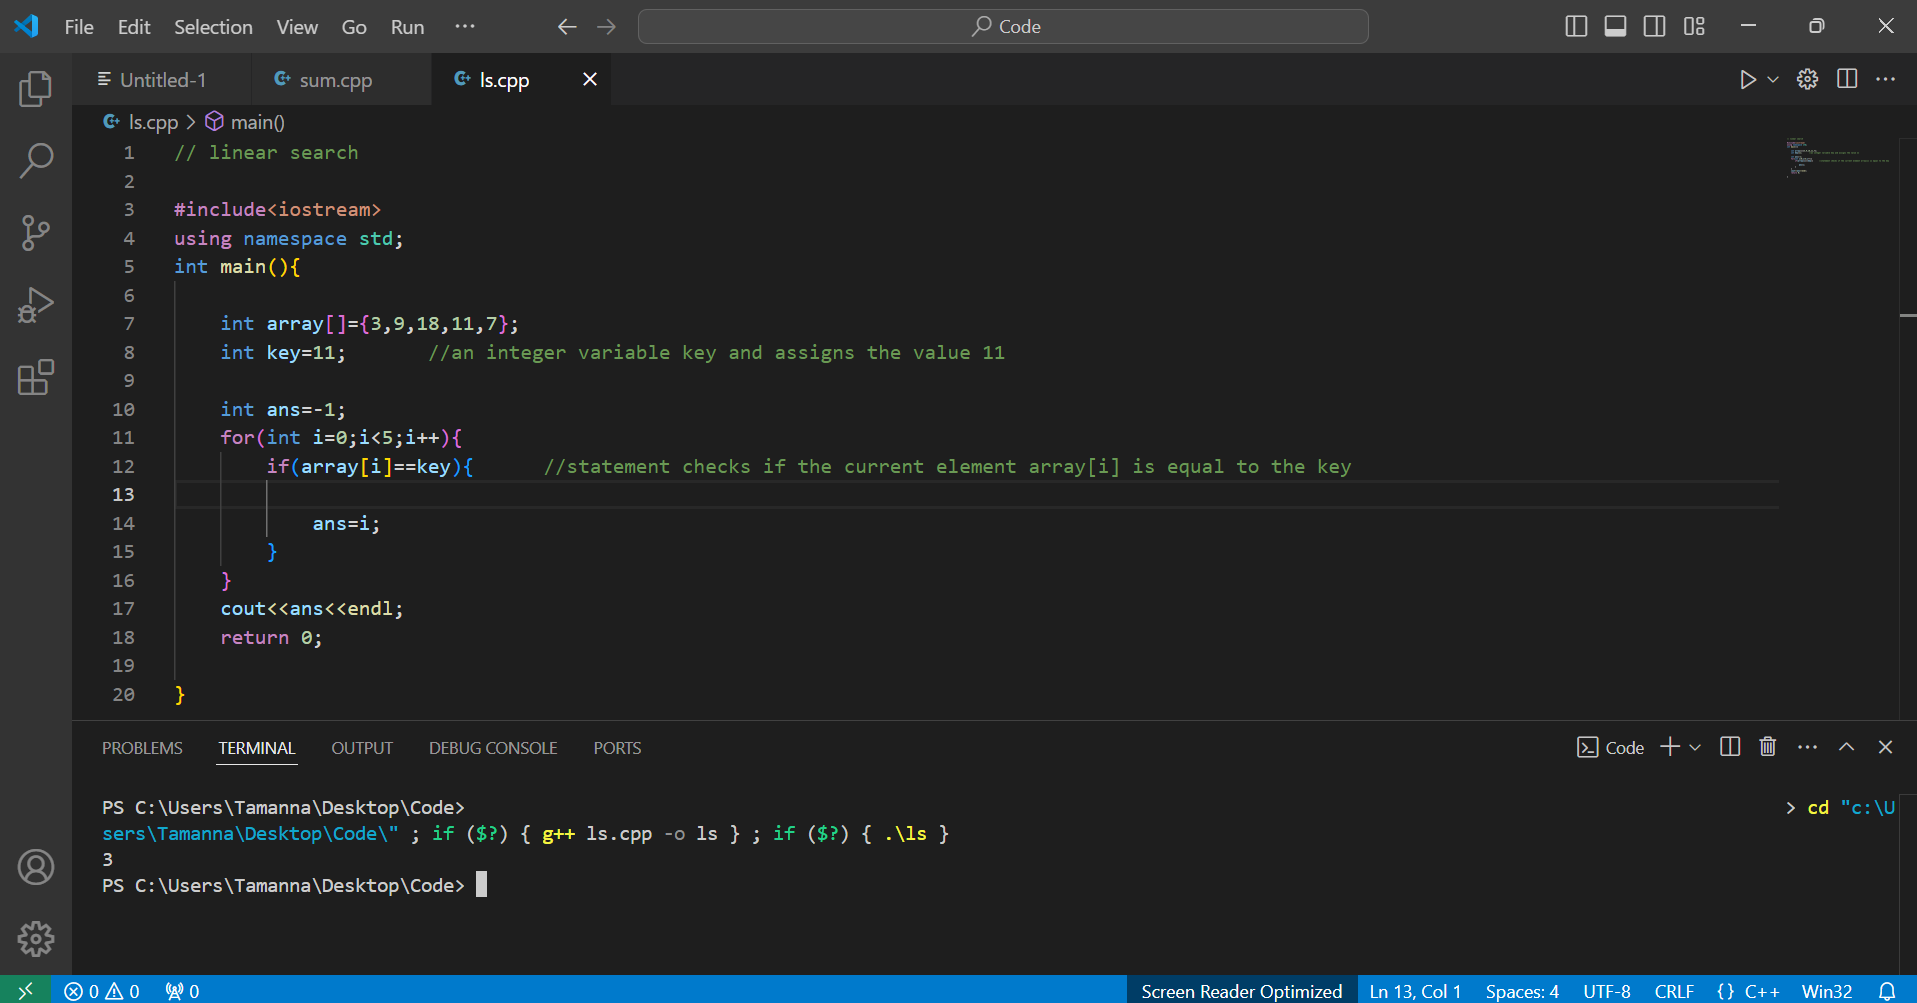 File Edit Selection View Go Run ··· Code
Untitled-1 sum.cpp ls.cpp
ls.cpp > main()
1 // linear search
2
3 #include<iostream>
4 using namespace std;
5 int main(){
6
7 int array[]={3,9,18,11,7};
8 int key=11; //an integer variable key and assigns the value 11
9
10 int ans=-1;
11 for(int i=0;i<5;i++){
12 if(array[i]==key){ //statement checks if the current element array[i] is equal to the key
13
14 ans=i;
15 }
16 }
17 cout<<ans<<endl;
18 return 0;
19
20 }
PROBLEMS TERMINAL OUTPUT DEBUG CONSOLE PORTS Code
PS C:\Users\Tamanna\Desktop\Code> > cd "c:\U
sers\Tamanna\Desktop\Code\" ; if ($?) { g++ ls.cpp -o ls } ; if ($?) { .\ls }
3
PS C:\Users\Tamanna\Desktop\Code>
0 0 0 Screen Reader Optimized Ln 13, Col 1 Spaces: 4 UTF-8 CRLF {} C++ Win32